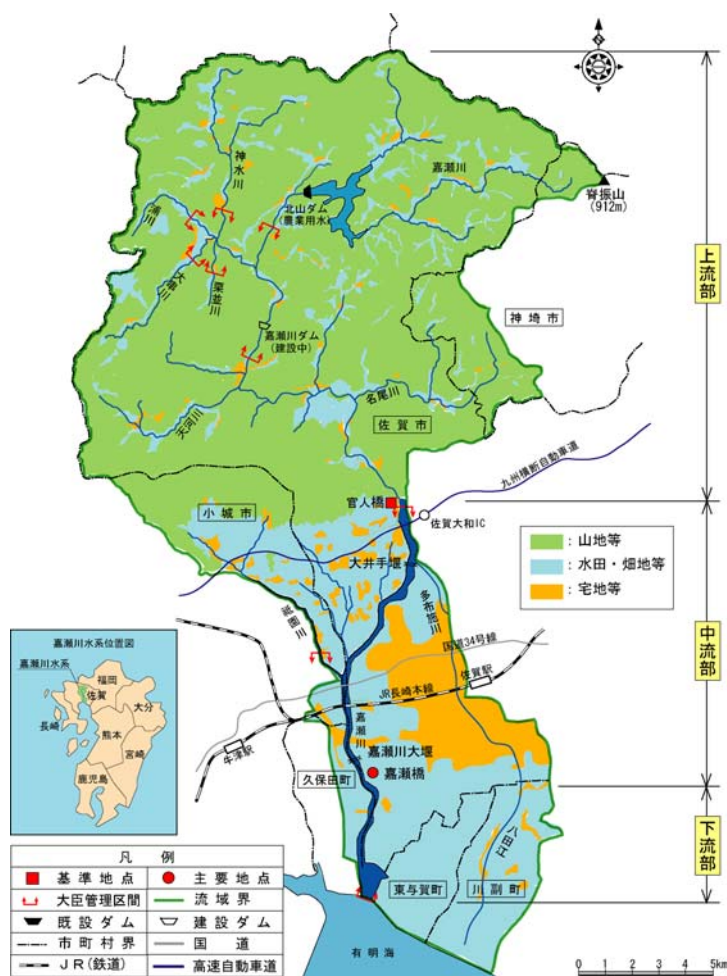 N
神水川
嘉瀬川
脊振山
(912m)
北山ダム
(農業用水)
浦川
大串川
栗並川
上流部
神埼市
嘉瀬川ダム
(建設中)
名尾川
天河川
佐賀市
九州横断自動車道
官人橋
小城市
佐賀大和IC
:山地等
:水田・畑地等
:宅地等
大井手堰
多布施川
祇園川
国道34号線
中流部
嘉瀬川水系位置図
嘉瀬川水系
福岡
佐賀
大分
長崎
熊本
宮崎
鹿児島
佐賀駅
JR長崎本線
嘉瀬川
牛津駅
嘉瀬川大堰
久保田町
嘉瀬橋
八田江
下流部
東与賀町
川副町
有明海
凡例
基準地点
主要地点
大臣管理区間
流域界
既設ダム
建設ダム
市町村界
国道
JR(鉄道)
高速自動車道
0 1 2 3 4 5km